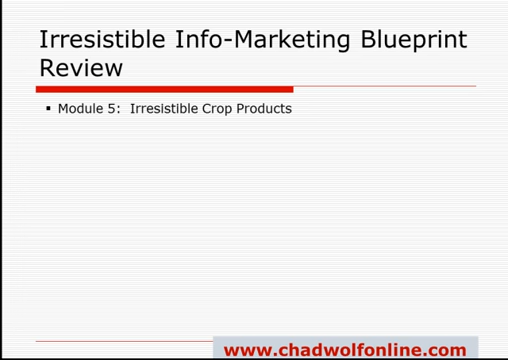 Irresistible Info-Marketing Blueprint
Review
▪ Module 5: Irresistible Crop Products
www.chadwolfonline.com